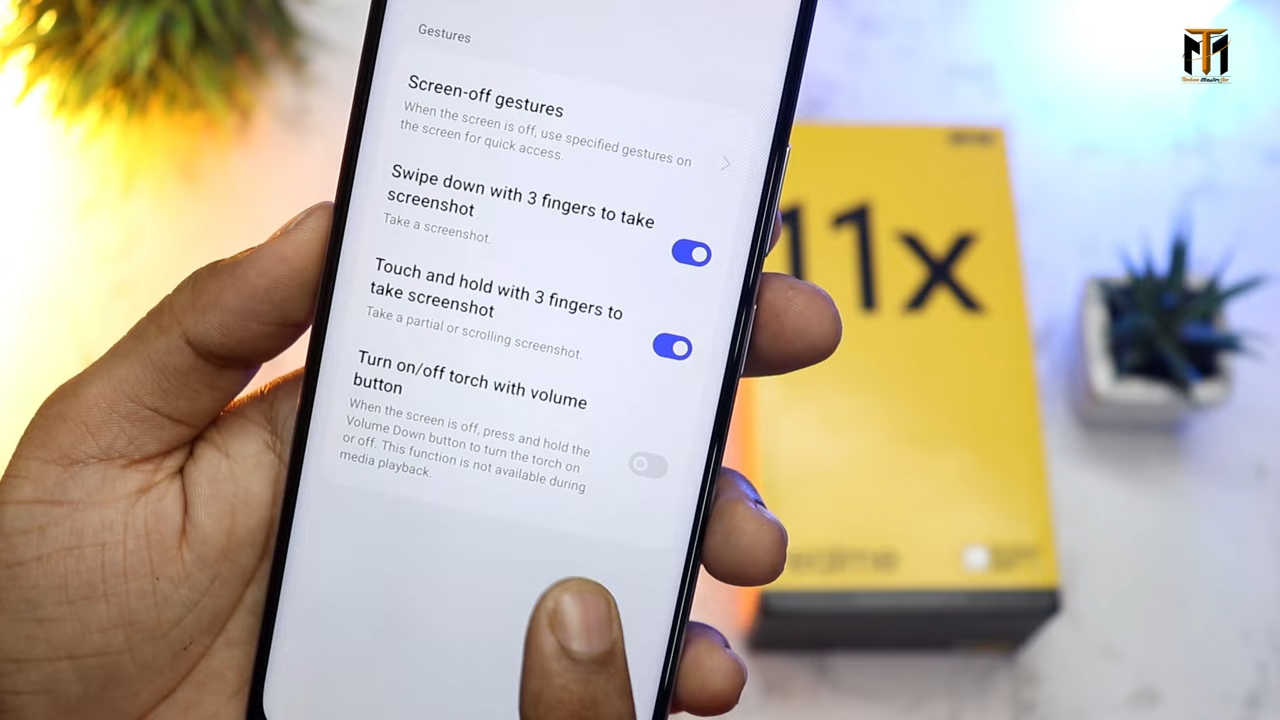 Gestures
Screen-off gestures
When the screen is off, use specified gestures on
the screen for quick access.
Swipe down with 3 fingers to take
screenshot
Take a screenshot.
Touch and hold with 3 fingers to
take screenshot
Take a partial or scrolling screenshot.
Turn on/off torch with volume
button
When the screen is off, press and hold the
Volume Down button to turn the torch on
or off. This function is not available during
media playback.
11x
realme